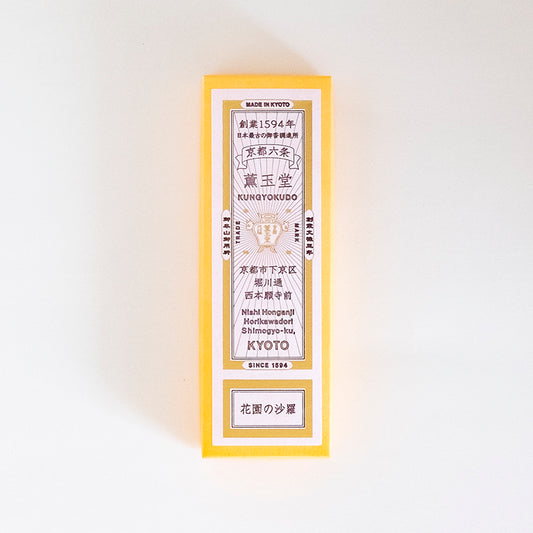 MADE IN KYOTO
創業1594年
日本最古の御香調進所
京都六条
薫玉堂
KUNGYOKUDO
TRADE
MARK
京都市下京区
堀川通
西本願寺前
Nishi Honganji
Horikawadori
Shimogyo-ku,
KYOTO
SINCE 1594
花園の沙羅